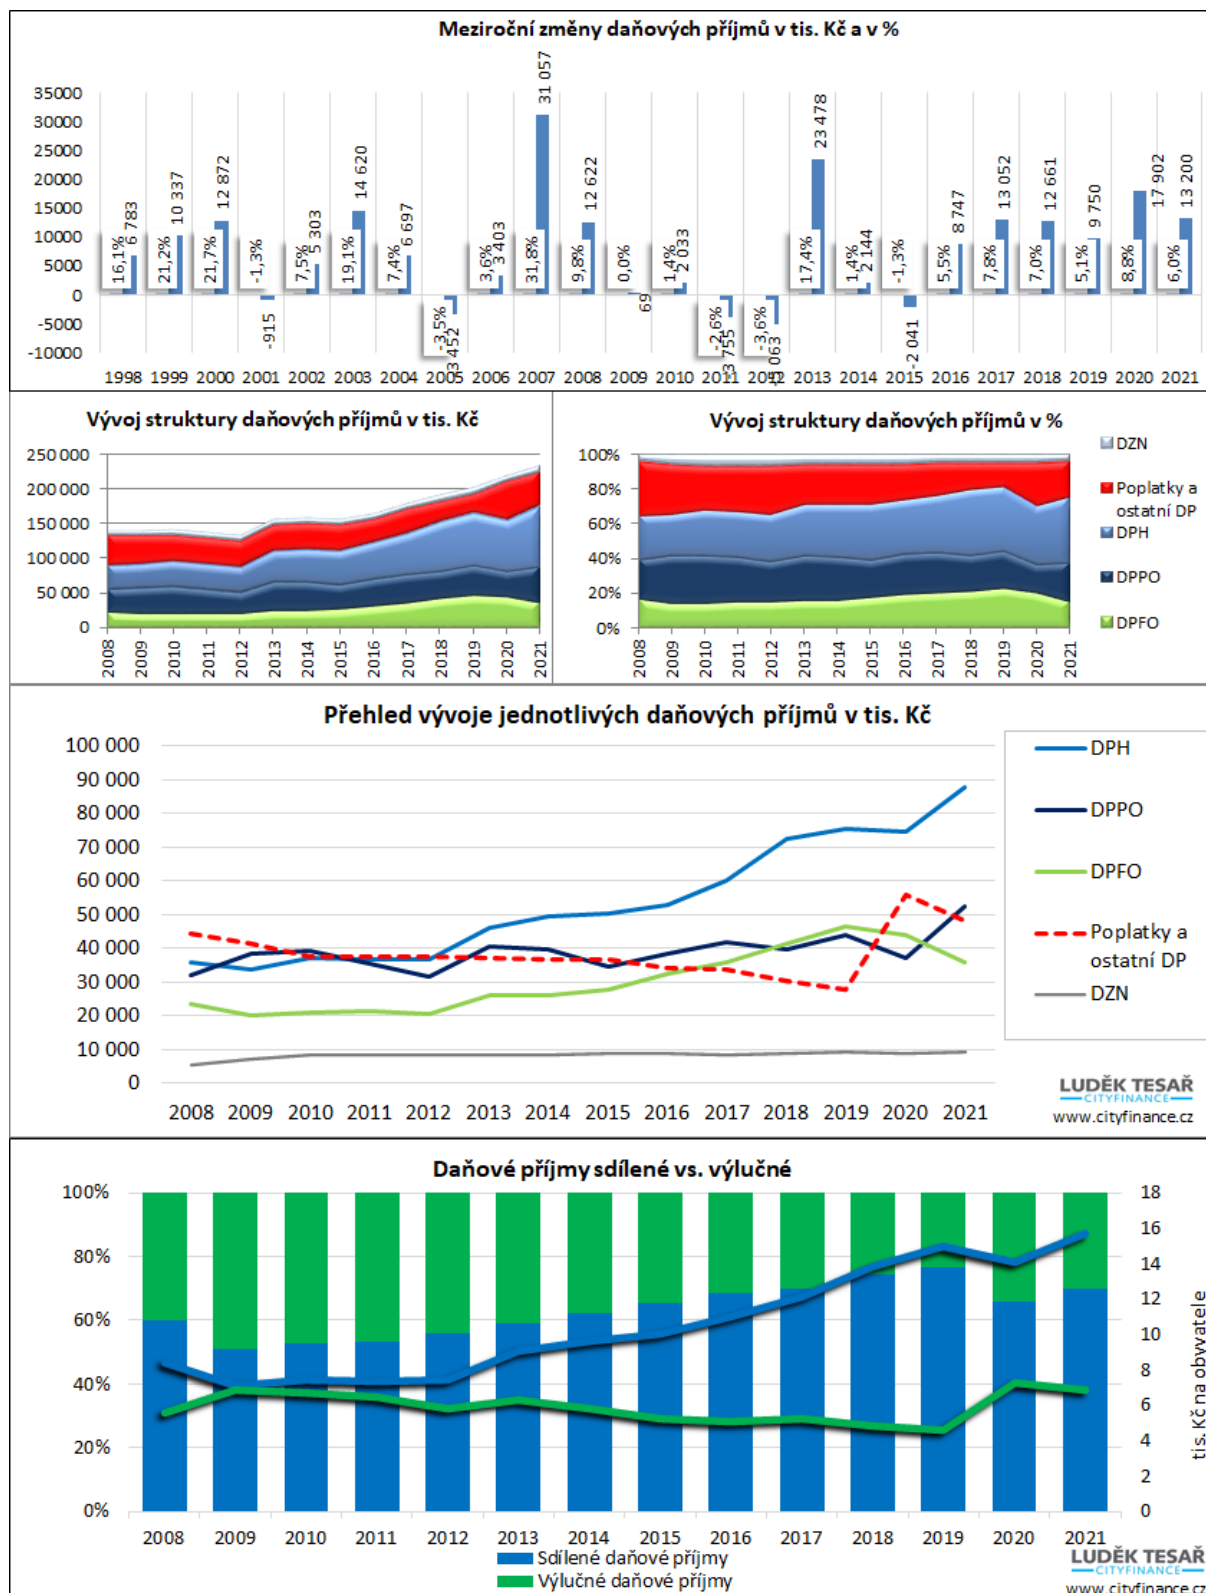 Meziroční změny daňových příjmů v tis. Kč a v %
35000
30000
25000
20000
15000
10000
5000
0
-5000
-10000
16,1% 6 783
21,2% 10 337
21,7% 12 872
-1,3% -915
7,5% 5 303
19,1% 14 620
7,4% 6 697
-3,5% -3 452
3,6% 3 403
31,8% 31 057
9,8% 12 622
0,0% 69
1,4% 2 033
-2,6% -3 755
-3,6% 063
17,4% 23 478
1,4% 2 144
-1,3% -2 041
5,5% 8 747
7,8% 13 052
7,0% 12 661
5,1% 9 750
8,8% 17 902
6,0% 13 200
1998 1999 2000 2001 2002 2003 2004 2005 2006 2007 2008 2009 2010 2011 2012 2013 2014 2015 2016 2017 2018 2019 2020 2021
Vývoj struktury daňových příjmů v tis. Kč
250 000
200 000
150 000
100 000
50 000
0
2008 2009 2010 2011 2012 2013 2014 2015 2016 2017 2018 2019 2020 2021
Vývoj struktury daňových příjmů v %
100%
80%
60%
40%
20%
0%
2008 2009 2010 2011 2012 2013 2014 2015 2016 2017 2018 2019 2020 2021
DZN
Poplatky a
ostatní DP
DPH
DPPO
DPFO
Přehled vývoje jednotlivých daňových příjmů v tis. Kč
100 000
90 000
80 000
70 000
60 000
50 000
40 000
30 000
20 000
10 000
0
2008 2009 2010 2011 2012 2013 2014 2015 2016 2017 2018 2019 2020 2021
DPH
DPPO
DPFO
Poplatky a
ostatní DP
DZN
LUDĚK TESAŘ
CITYFINANCE
www.cityfinance.cz
Daňové příjmy sdílené vs. výlučné
100%
80%
60%
40%
20%
0%
18
16
14
12
10
8
6
4
2
0
tis. Kč na obyvatele
2008 2009 2010 2011 2012 2013 2014 2015 2016 2017 2018 2019 2020 2021
Sdílené daňové příjmy
Výlučné daňové příjmy
LUDĚK TESAŘ
CITYFINANCE
www.cityfinance.cz